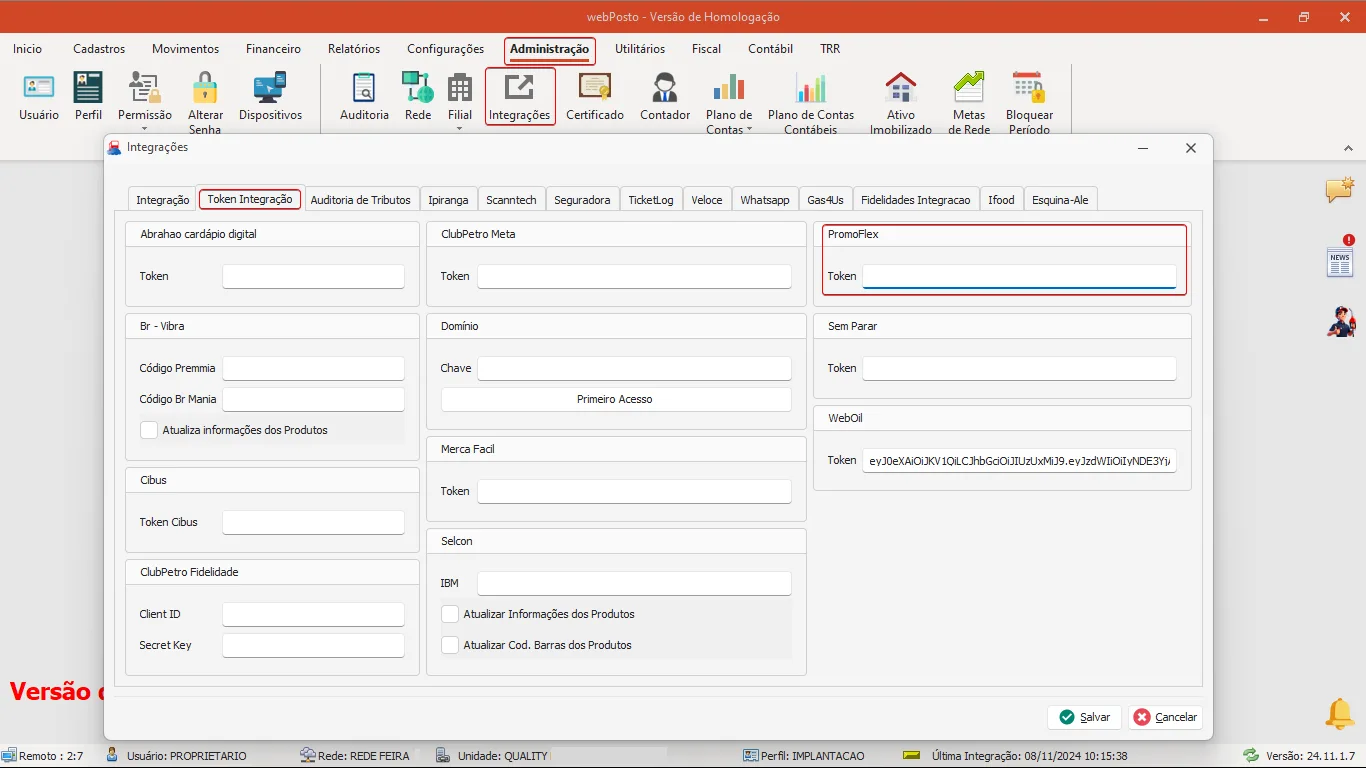 webPosto - Versão de Homologação
Inicio Cadastros Movimentos Financeiro Relatórios Configurações Administração Utilitários Fiscal Contábil TRR
Usuário Perfil Permissão Alterar Senha Dispositivos Auditoria Rede Filial Integrações Certificado Contador Plano de Contas Plano de Contas Contábeis Ativo Imobilizado Metas de Rede Bloquear Período
NEWS
Integrações
Integração Token Integração Auditoria de Tributos Ipiranga Scanntech Seguradora TicketLog Veloce Whatsapp Gas4Us Fidelidades Integracao Ifood Esquina-Ale
Abrahao cardápio digital
Token
Br - Vibra
Código Premmia
Código Br Mania
Atualiza informações dos Produtos
Cibus
Token Cibus
ClubPetro Fidelidade
Client ID
Secret Key
ClubPetro Meta
Token
Domínio
Chave
Primeiro Acesso
Merca Facil
Token
Selcon
IBM
Atualizar Informações dos Produtos
Atualizar Cod. Barras dos Produtos
PromoFlex
Token
Sem Parar
Token
WebOil
Token eyJ0eXAiOiJKV1QiLCJhbGciOiJIUzUxMiJ9.eyJzdWIiOiIyNDE3Yj
Salvar Cancelar
Versão
Remoto : 2:7 Usuário: PROPRIETARIO Rede: REDE FEIRA Unidade: QUALITY Perfil: IMPLANTACAO Última Integração: 08/11/2024 10:15:38 Versão: 24.11.1.7